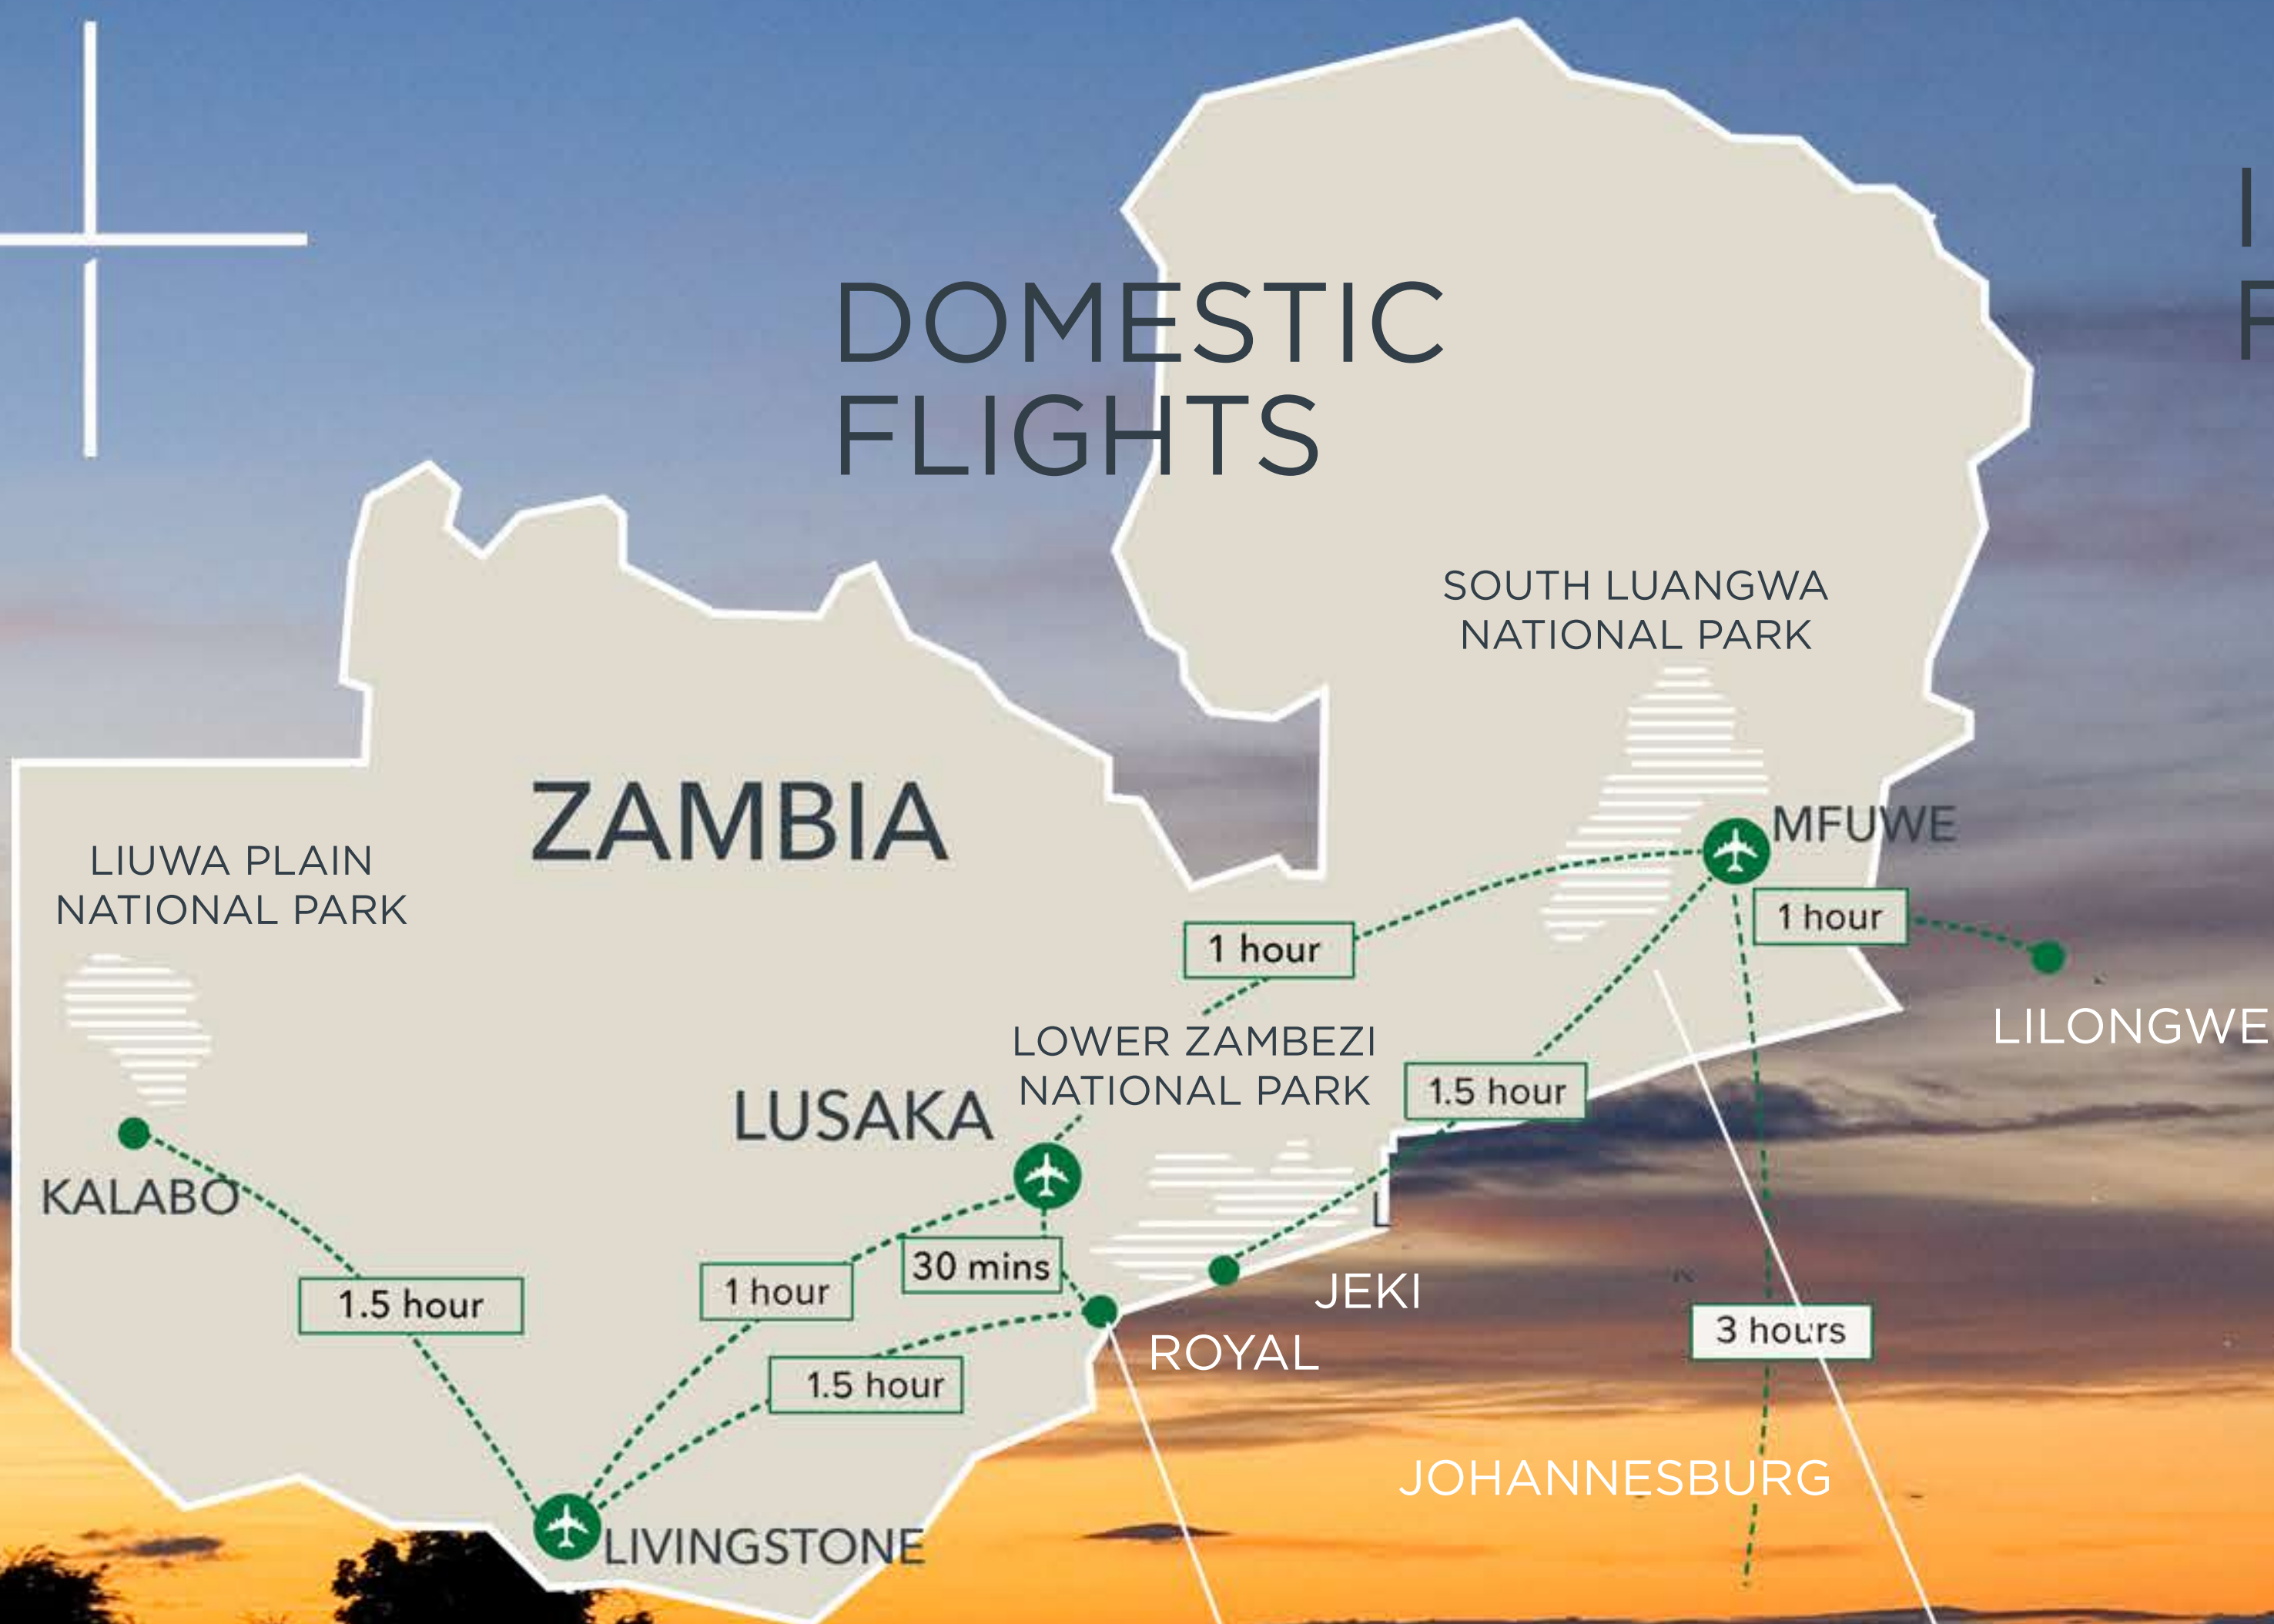 DOMESTIC
FLIGHTS
I
F
SOUTH LUANGWA
NATIONAL PARK
ZAMBIA
MFUWE
LIUWA PLAIN
NATIONAL PARK
1 hour
1 hour
LILONGWE
LOWER ZAMBEZI
NATIONAL PARK
1.5 hour
LUSAKA
KALABO
L
30 mins
1 hour
JEKI
1.5 hour
3 hours
ROYAL
1.5 hour
JOHANNESBURG
LIVINGSTONE